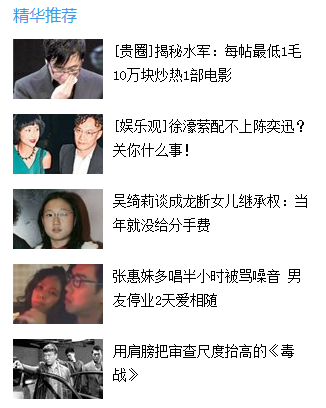 精华推荐
[贵圈]揭秘水军：每帖最低1毛
10万块炒热1部电影
[娱乐观]徐濠萦配不上陈奕迅？
关你什么事！
吴绮莉谈成龙断女儿继承权：当
年就没给分手费
张惠妹多唱半小时被骂噪音 男
友停业2天爱相随
用肩膀把审查尺度抬高的《毒
战》